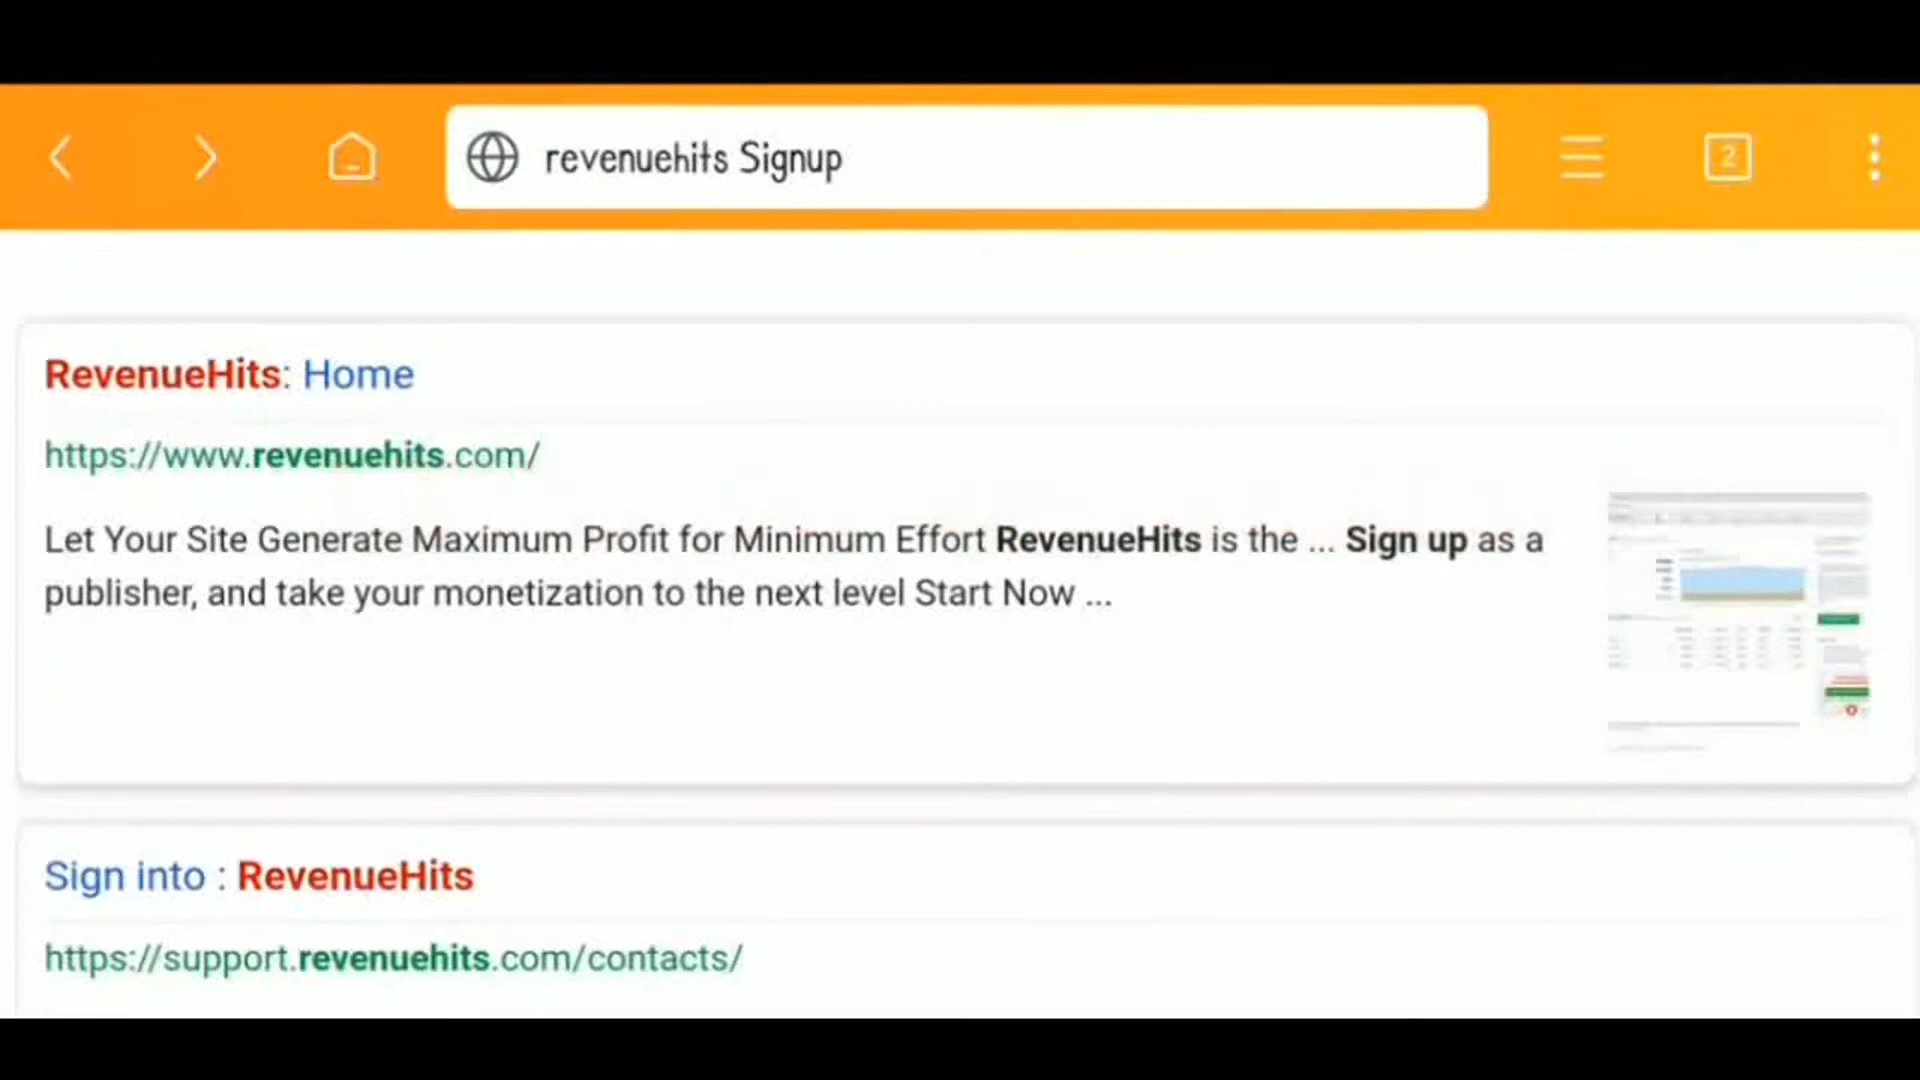 revenuehits Signup
2
RevenueHits: Home
https://www.revenuehits.com/
Let Your Site Generate Maximum Profit for Minimum Effort RevenueHits is the ... Sign up as a
publisher, and take your monetization to the next level Start Now ...
Sign into : RevenueHits
https://support.revenuehits.com/contacts/